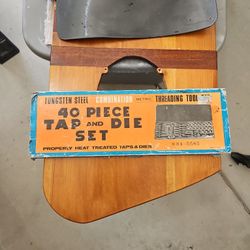 TUNGSTEN STEEL COMBINATION METRIC THREADING TOOL
40 PIECE
TAP AND DIE
SET
PROPERLY HEAT TREATED TAPS & DIES